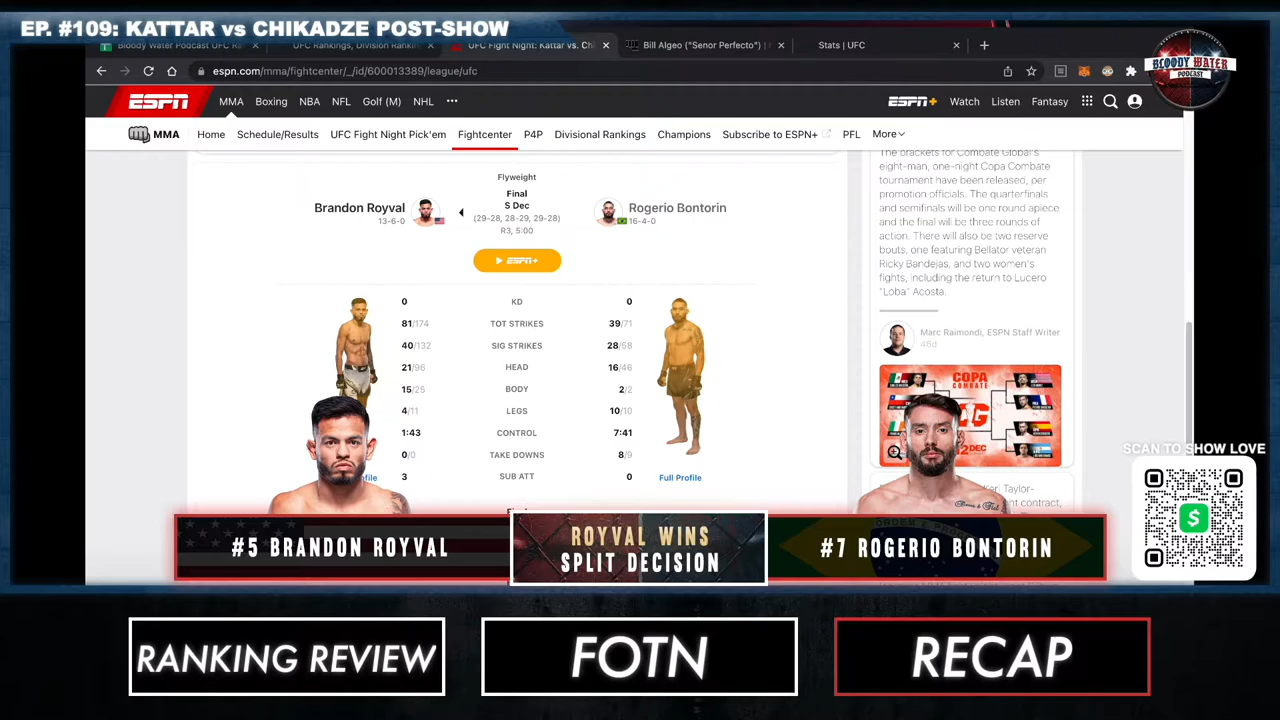 EP. #109: KATTAR vs CHIKADZE POST-SHOW
Bloody Water Podcast UFC Ra
UFC Rankings, Division Rankin
UFC Fight Night: Kattar vs. Chi
Bill Algeo ("Senor Perfecto") |
Stats | UFC
espn.com/mma/fightcenter/_/id/600013389/league/ufc
BLOODY WATER
PODCAST
ESPN
MMA
Boxing
NBA
NFL
Golf (M)
NHL
ESPN+
Watch
Listen
Fantasy
MMA
Home
Schedule/Results
UFC Fight Night Pick'em
Fightcenter
P4P
Divisional Rankings
Champions
Subscribe to ESPN+
PFL
More
Flyweight
Final
S Dec
(29-28, 28-29, 29-28)
R3, 5:00
Brandon Royval
13-6-0
Rogerio Bontorin
16-4-0
ESPN+
0 KD 0
81/174 TOT STRIKES 39/71
40/132 SIG STRIKES 28/58
21/96 HEAD 16/46
15/25 BODY 2/2
4/11 LEGS 10/10
1:43 CONTROL 7:41
0/0 TAKE DOWNS 8/9
3 SUB ATT 0
ofile
Full Profile
The brackets for Combate Global's
eight-man, one-night Copa Combate
tournament have been released, per
promotion officials. The quarterfinals
and semifinals will be one round apiece
and the final will be three rounds of
action. There will also be two reserve
bouts, one featuring Bellator veteran
Ricky Bandejas, and two women's
fights, including the return to Lucero
"Loba" Acosta.
Marc Raimondi, ESPN Staff Writer
46d
COPA
COMBATE
Taylor-
ight contract,
SCAN TO SHOW LOVE
#5 BRANDON ROYVAL
ROYVAL WINS
SPLIT DECISION
#7 ROGERIO BONTORIN
RANKING REVIEW
FOTN
RECAP